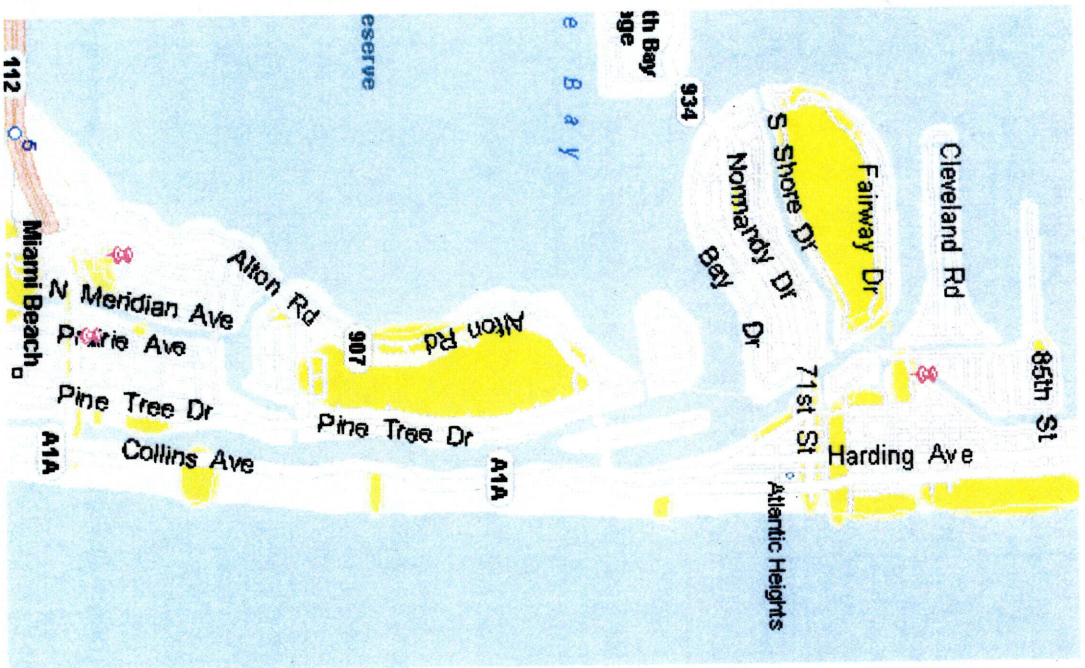 th Bay
age
e Bay
eserve
934
112
5
S Shore Dr
Fairway Dr
Cleveland Rd
Normandy Dr
Bay Dr
Alton Rd
Miami Beach
N Meridian Ave
Prairie Ave
907
Alton Rd
85th St
71st St
Pine Tree Dr
Pine Tree Dr
Harding Ave
A1A
Collins Ave
A1A
Atlantic Heights